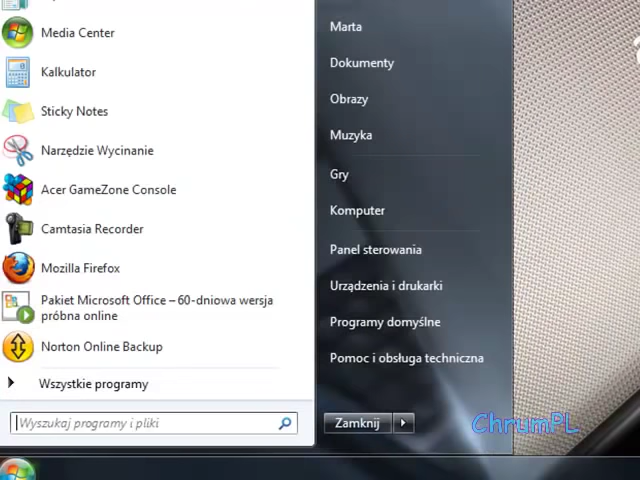 Media Center
Kalkulator
Sticky Notes
Narzędzie Wycinanie
Acer GameZone Console
Camtasia Recorder
Mozilla Firefox
Pakiet Microsoft Office – 60-dniowa wersja
próbna online
Norton Online Backup
Wszystkie programy
Wyszukaj programy i pliki
Marta
Dokumenty
Obrazy
Muzyka
Gry
Komputer
Panel sterowania
Urządzenia i drukarki
Programy domyślne
Pomoc i obsługa techniczna
Zamknij
ChrumPL